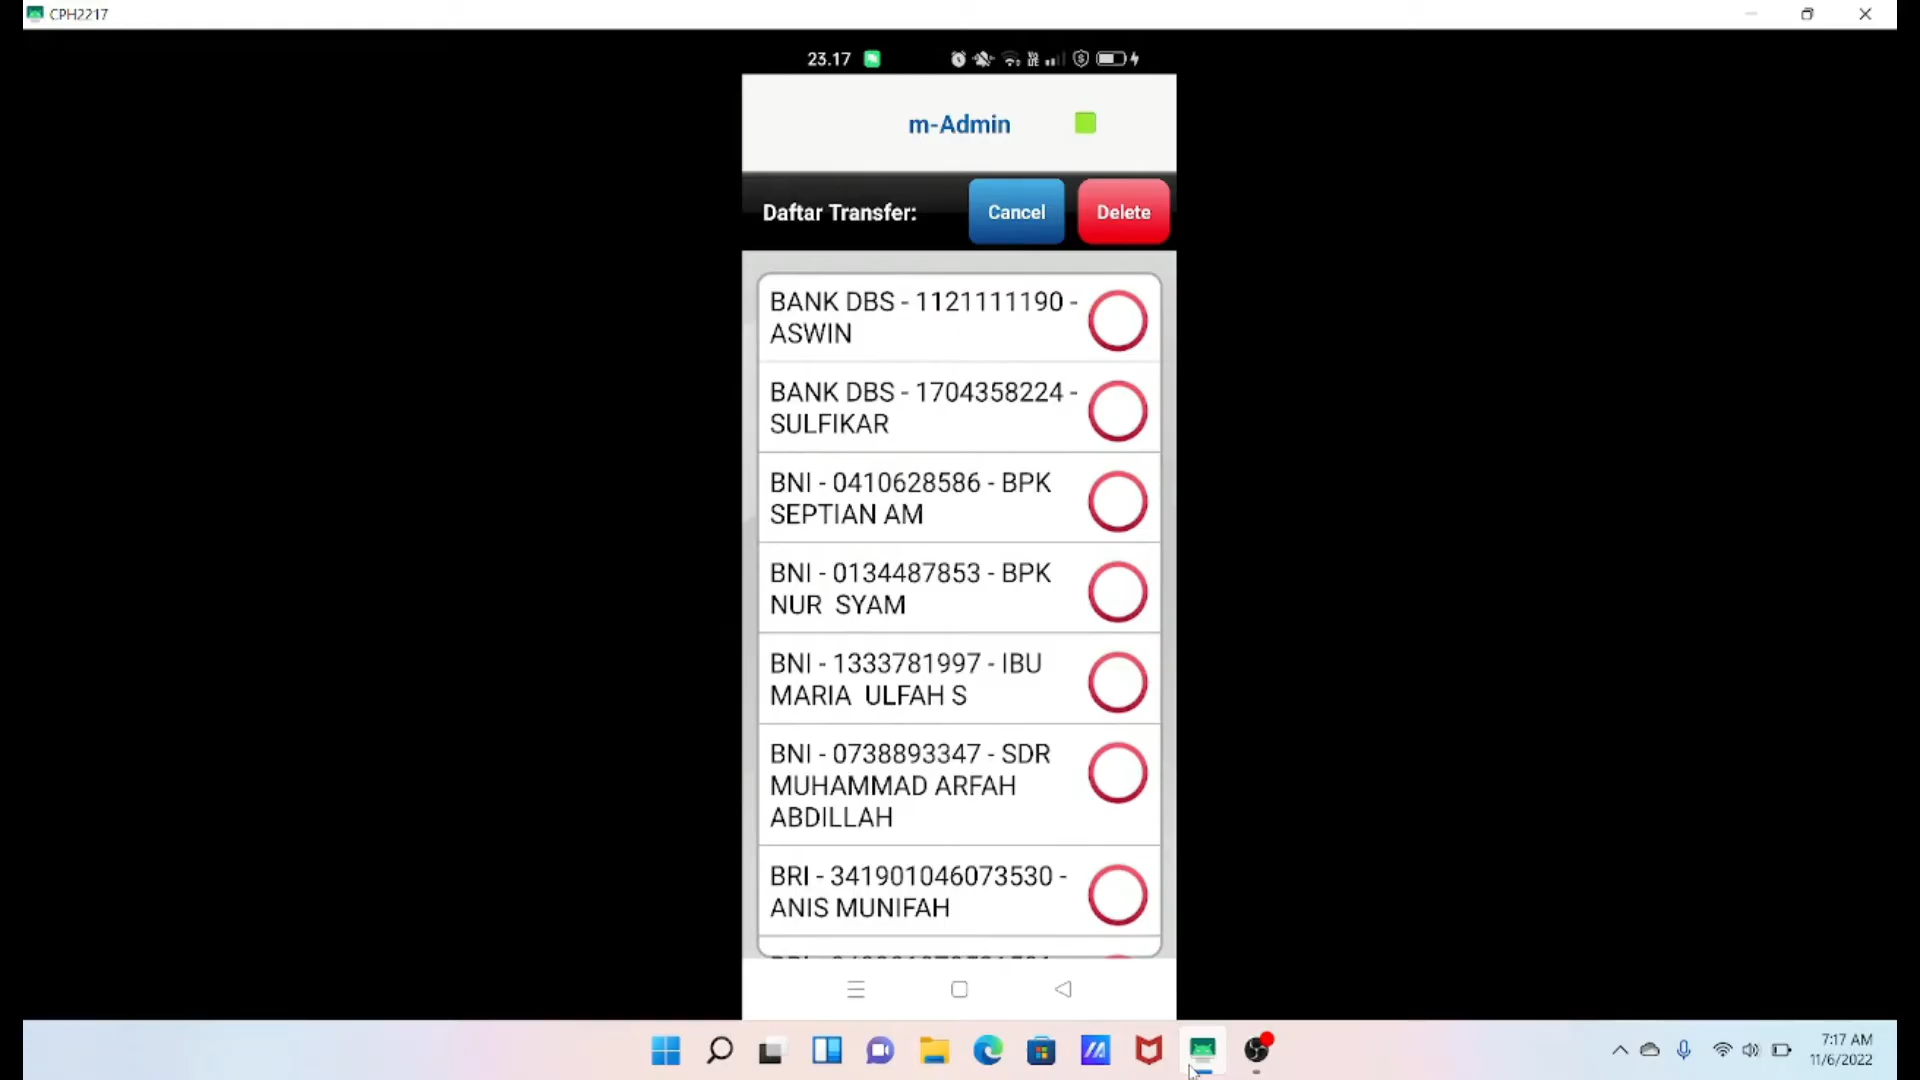 CPH2217
23.17
m-Admin
Daftar Transfer:
Cancel
Delete
BANK DBS - 1121111190 -
ASWIN
BANK DBS - 1704358224 -
SULFIKAR
BNI - 0410628586 - BPK
SEPTIAN AM
BNI - 0134487853 - BPK
NUR  SYAM
BNI - 1333781997 - IBU
MARIA  ULFAH S
BNI - 0738893347 - SDR
MUHAMMAD ARFAH
ABDILLAH
BRI - 341901046073530 -
ANIS MUNIFAH
7:17 AM
11/6/2022